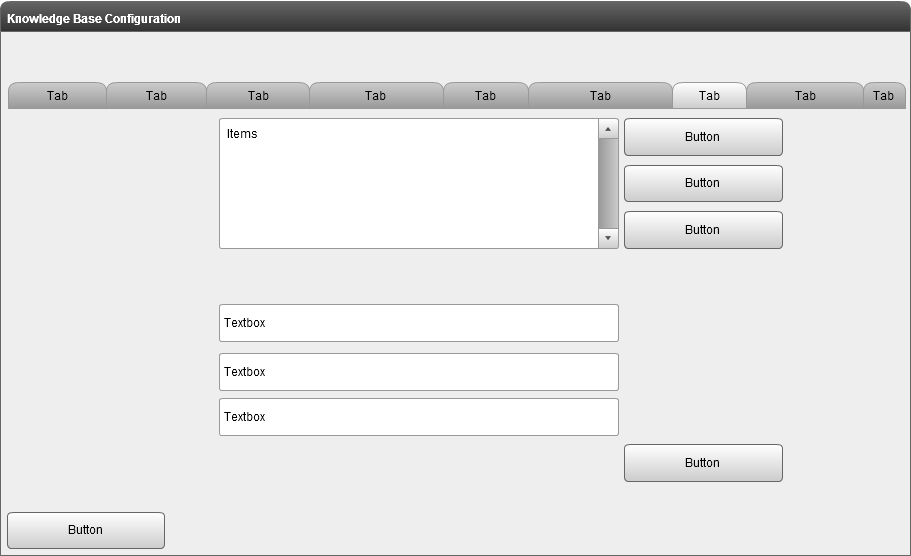 Knowledge Base Configuration
Tab Tab Tab Tab Tab Tab Tab Tab Tab
Items
Button
Button
Button
Textbox
Textbox
Textbox
Button
Button